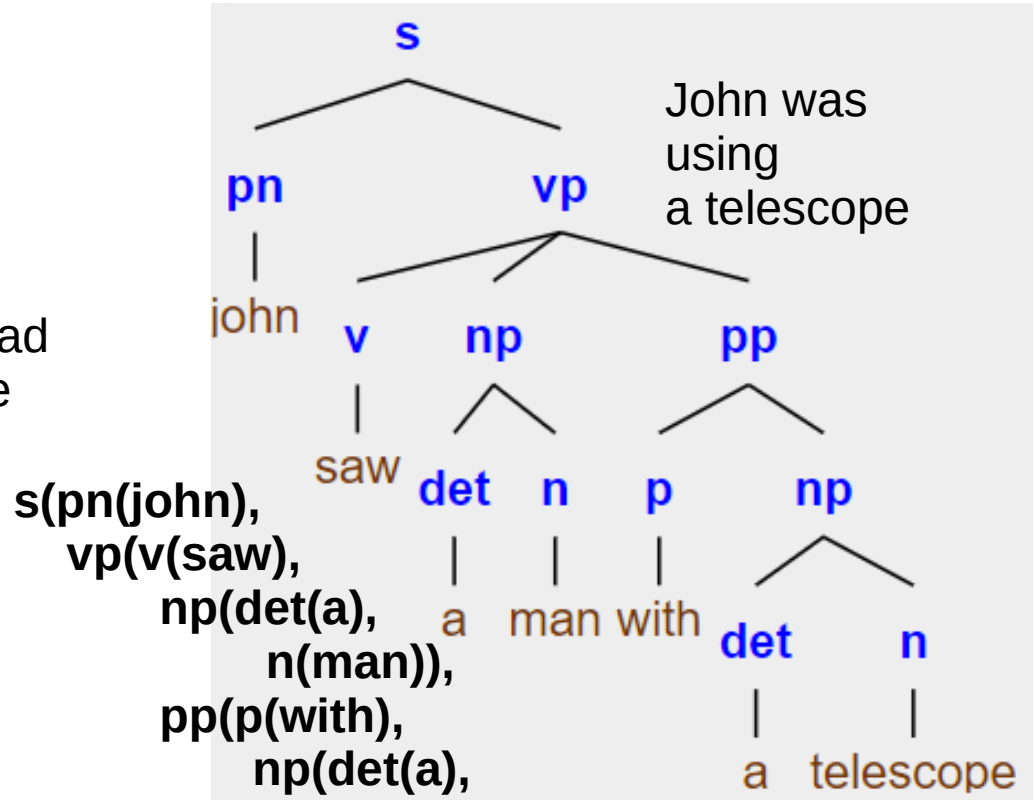 s
John was
using
a telescope
pn vp
john
v np pp
saw
det n p np
a man with
det n
a telescope
ad
e
s(pn(john),
vp(v(saw),
np(det(a),
n(man)),
pp(p(with),
np(det(a),